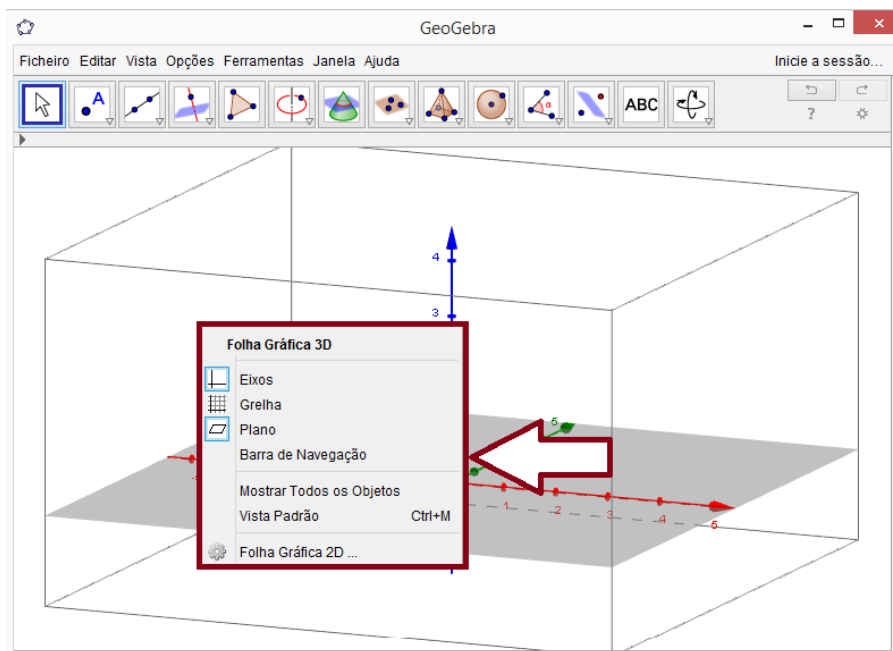 GeoGebra
Ficheiro Editar Vista Opções Ferramentas Janela Ajuda Inicie a sessão...
A α ABC ?
4
3
Folha Gráfica 3D
Eixos
Grelha
Plano
Barra de Navegação
Mostrar Todos os Objetos
Vista Padrão Ctrl+M
Folha Gráfica 2D ...
5
1 2 3 4 5